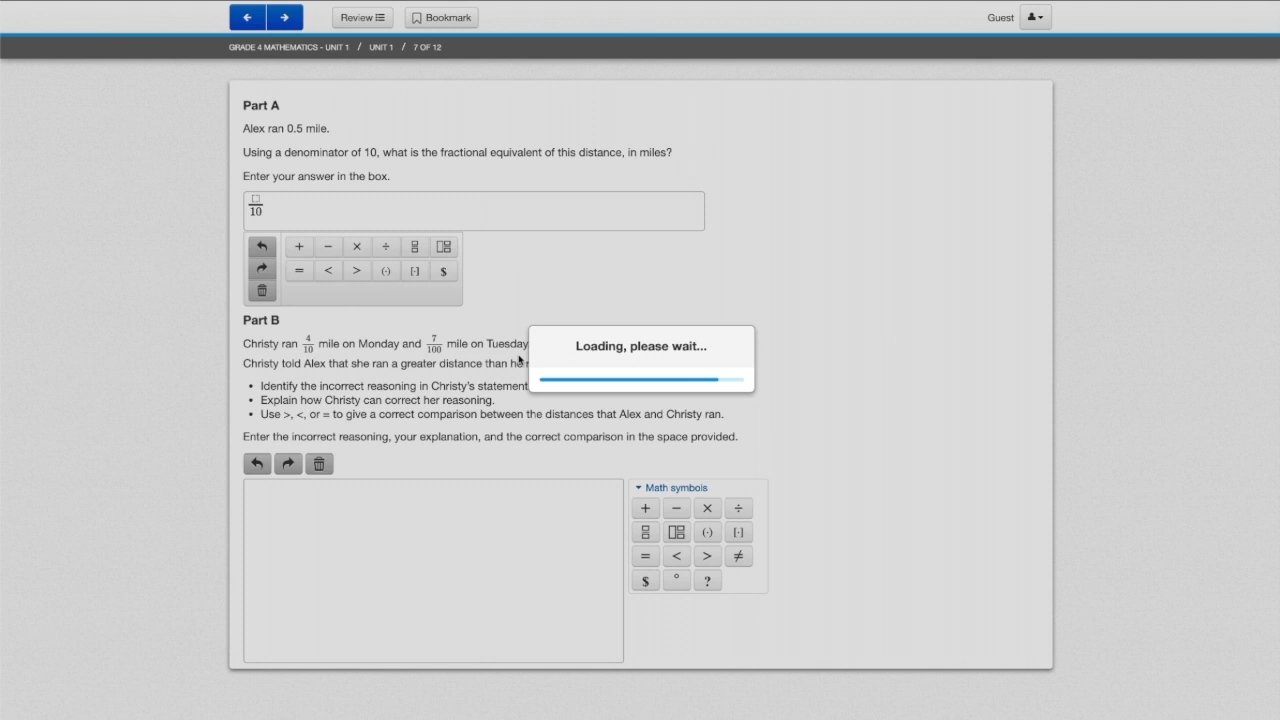 Review Bookmark Guest
GRADE 4 MATHEMATICS - UNIT 1 / UNIT 1 / 7 OF 12
Part A
Alex ran 0.5 mile.
Using a denominator of 10, what is the fractional equivalent of this distance, in miles?
Enter your answer in the box.
□/10
+ − × ÷
= < > (·) [·] $
Part B
Christy ran 4/10 mile on Monday and 7/100 mile on Tuesday
Christy told Alex that she ran a greater distance than he
Loading, please wait...
• Identify the incorrect reasoning in Christy's statement
• Explain how Christy can correct her reasoning.
• Use >, <, or = to give a correct comparison between the distances that Alex and Christy ran.
Enter the incorrect reasoning, your explanation, and the correct comparison in the space provided.
Math symbols
+ − × ÷
(·) [·]
= < > ≠
$ ° ?